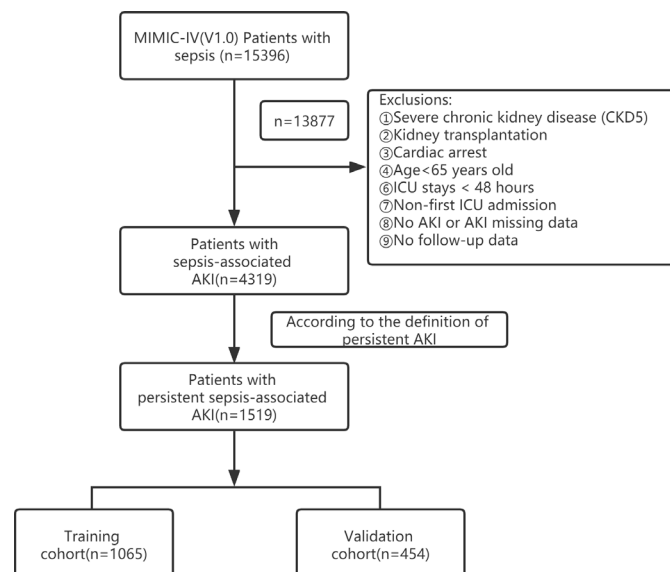 MIMIC-IV(V1.0) Patients with
sepsis (n=15396)
n=13877
Exclusions:
①Severe chronic kidney disease (CKD5)
②Kidney transplantation
③Cardiac arrest
④Age<65 years old
⑥ICU stays < 48 hours
⑦Non-first ICU admission
⑧No AKI or AKI missing data
⑨No follow-up data
Patients with
sepsis-associated
AKI(n=4319)
According to the definition of
persistent AKI
Patients with
persistent sepsis-associated
AKI(n=1519)
Training
cohort(n=1065)
Validation
cohort(n=454)